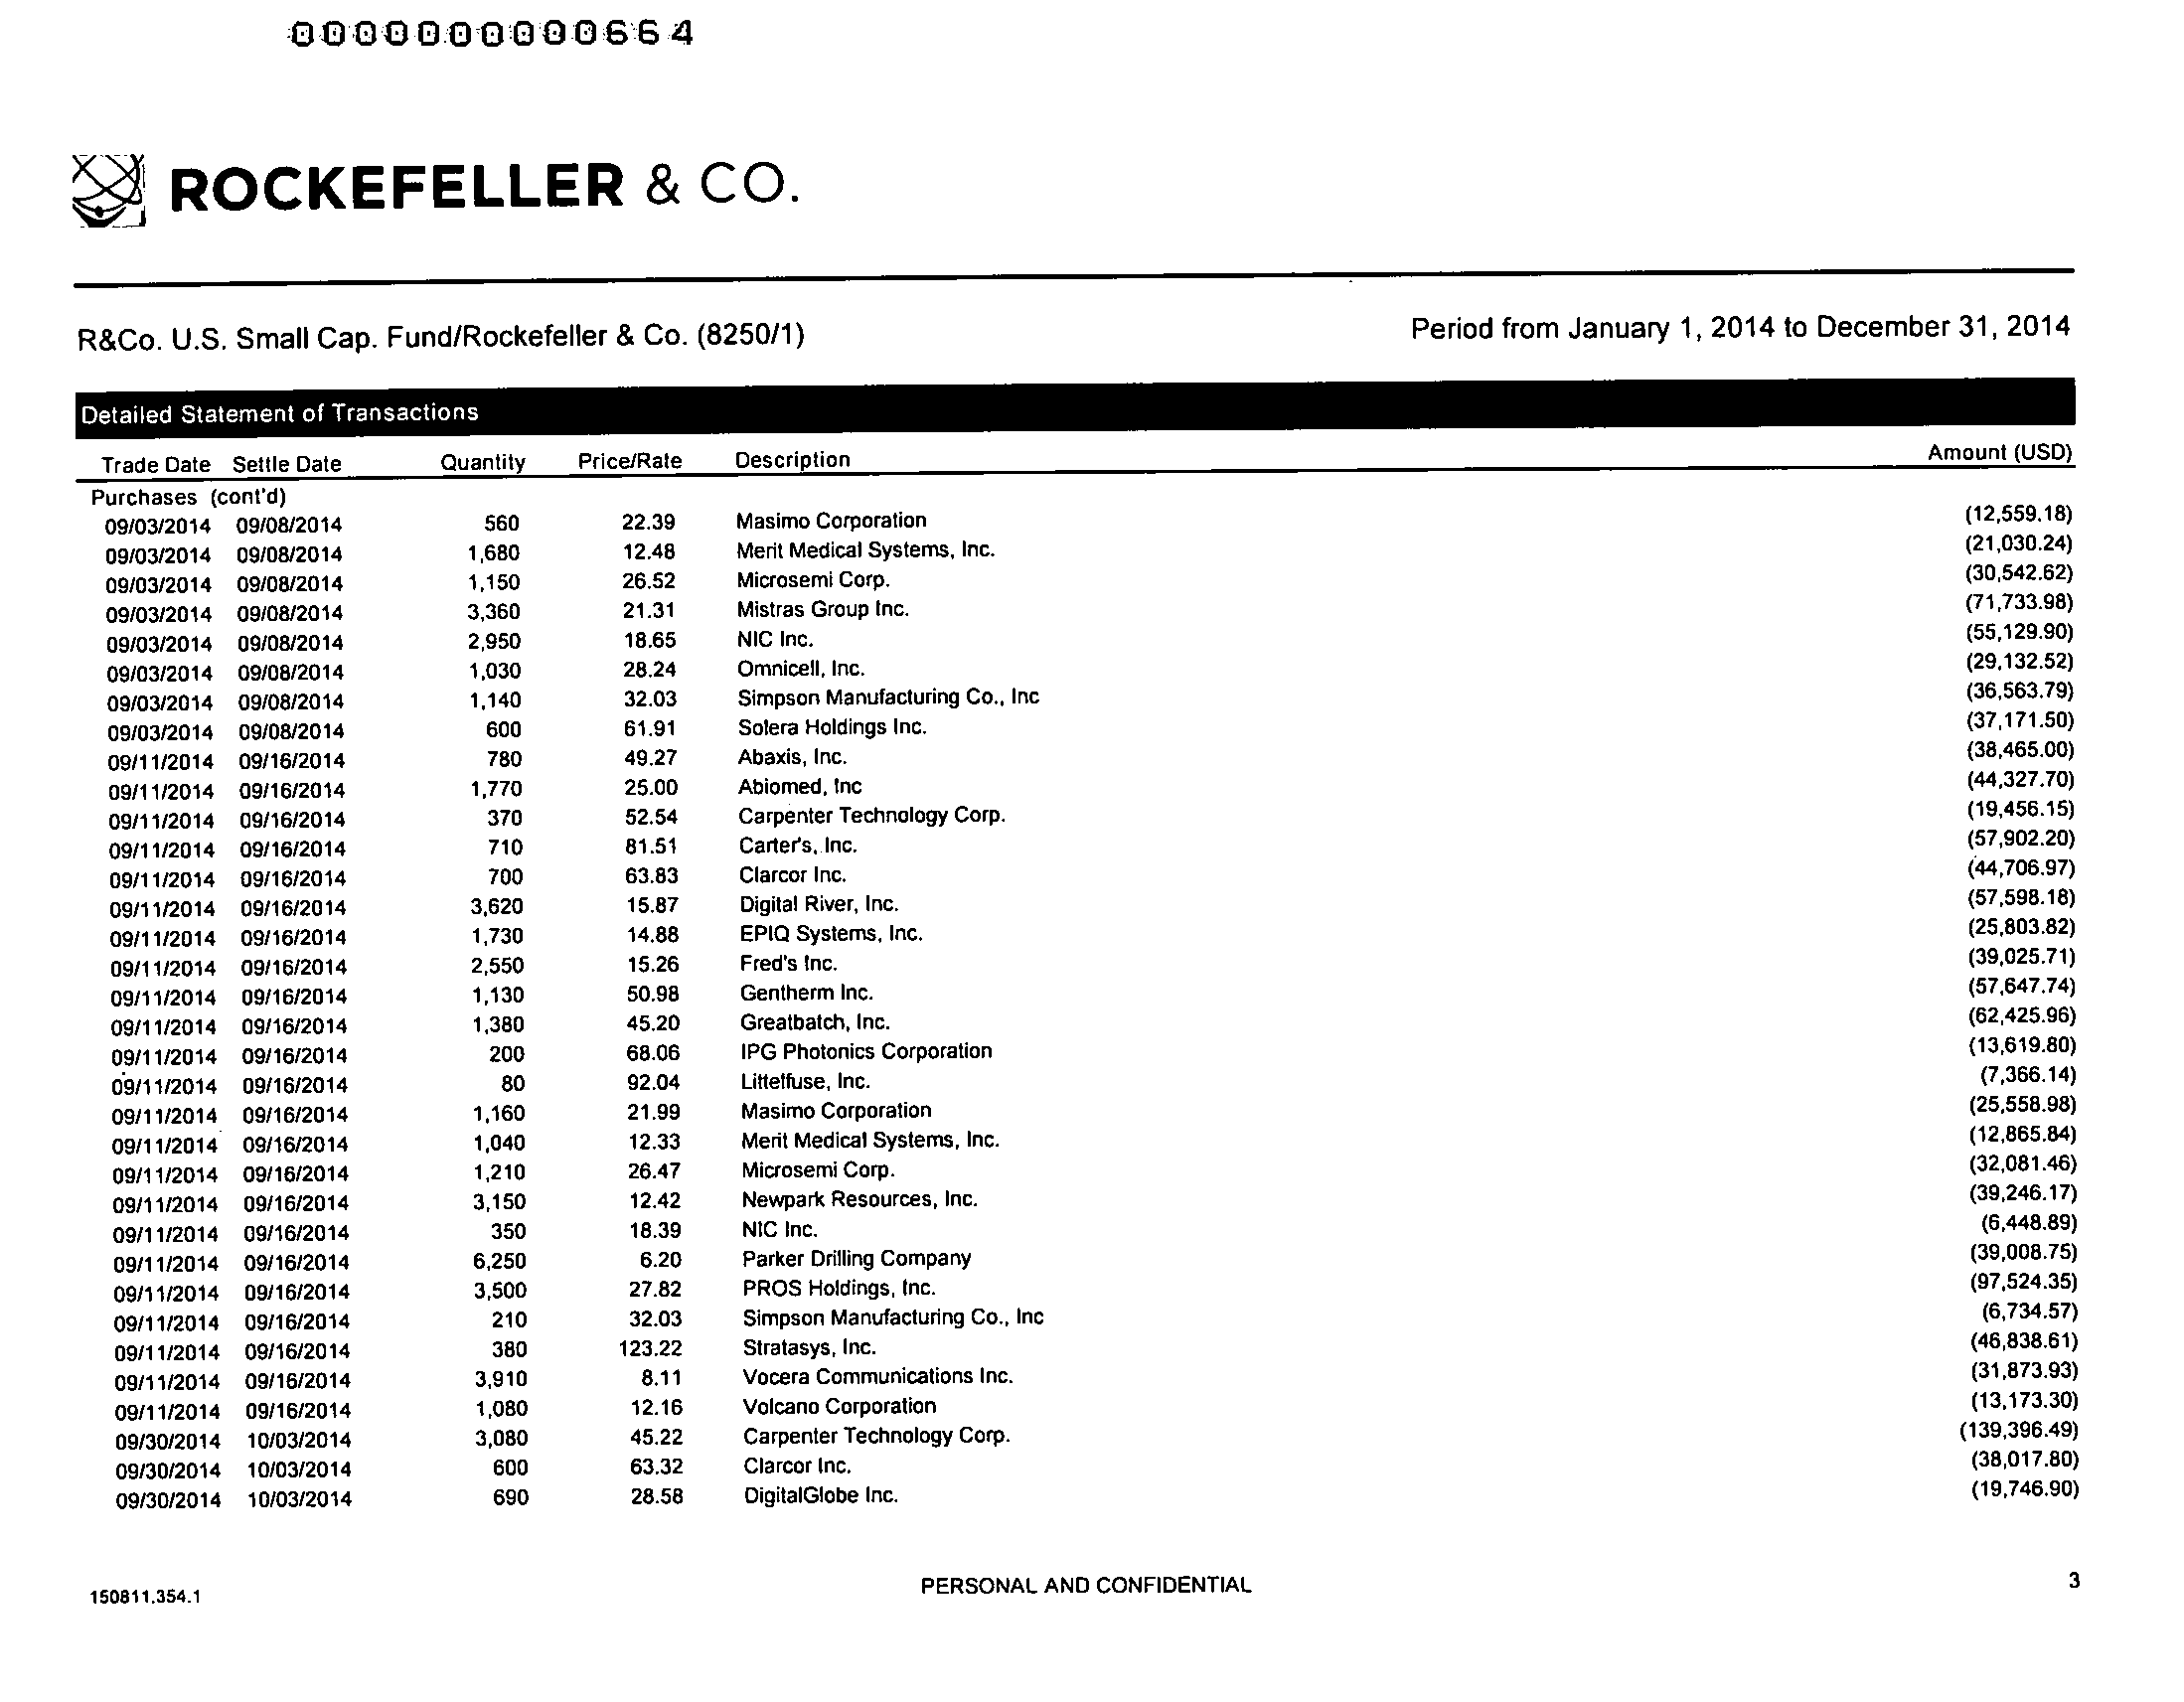 0000000000664
ROCKEFELLER & CO.
R&Co. U.S. Small Cap. Fund/Rockefeller & Co. (8250/1) Period from January 1, 2014 to December 31, 2014
Detailed Statement of Transactions
Trade Date Settle Date Quantity Price/Rate Description Amount (USD)
Purchases (cont'd)
09/03/2014 09/08/2014 560 22.39 Masimo Corporation (12,559.18)
09/03/2014 09/08/2014 1,680 12.48 Merit Medical Systems, Inc. (21,030.24)
09/03/2014 09/08/2014 1,150 26.52 Microsemi Corp. (30,542.62)
09/03/2014 09/08/2014 3,360 21.31 Mistras Group Inc. (71,733.98)
09/03/2014 09/08/2014 2,950 18.65 NIC Inc. (55,129.90)
09/03/2014 09/08/2014 1,030 28.24 Omnicell, Inc. (29,132.52)
09/03/2014 09/08/2014 1,140 32.03 Simpson Manufacturing Co., Inc (36,563.79)
09/03/2014 09/08/2014 600 61.91 Solera Holdings Inc. (37,171.50)
09/11/2014 09/16/2014 780 49.27 Abaxis, Inc. (38,465.00)
09/11/2014 09/16/2014 1,770 25.00 Abiomed, Inc (44,327.70)
09/11/2014 09/16/2014 370 52.54 Carpenter Technology Corp. (19,456.15)
09/11/2014 09/16/2014 710 81.51 Carter's, Inc. (57,902.20)
09/11/2014 09/16/2014 700 63.83 Clarcor Inc. (44,706.97)
09/11/2014 09/16/2014 3,620 15.87 Digital River, Inc. (57,598.18)
09/11/2014 09/16/2014 1,730 14.88 EPIQ Systems, Inc. (25,803.82)
09/11/2014 09/16/2014 2,550 15.26 Fred's Inc. (39,025.71)
09/11/2014 09/16/2014 1,130 50.98 Gentherm Inc. (57,647.74)
09/11/2014 09/16/2014 1,380 45.20 Greatbatch, Inc. (62,425.96)
09/11/2014 09/16/2014 200 68.06 IPG Photonics Corporation (13,619.80)
09/11/2014 09/16/2014 80 92.04 Littelfuse, Inc. (7,366.14)
09/11/2014 09/16/2014 1,160 21.99 Masimo Corporation (25,558.98)
09/11/2014 09/16/2014 1,040 12.33 Merit Medical Systems, Inc. (12,865.84)
09/11/2014 09/16/2014 1,210 26.47 Microsemi Corp. (32,081.46)
09/11/2014 09/16/2014 3,150 12.42 Newpark Resources, Inc. (39,246.17)
09/11/2014 09/16/2014 350 18.39 NIC Inc. (6,448.89)
09/11/2014 09/16/2014 6,250 6.20 Parker Drilling Company (39,008.75)
09/11/2014 09/16/2014 3,500 27.82 PROS Holdings, Inc. (97,524.35)
09/11/2014 09/16/2014 210 32.03 Simpson Manufacturing Co., Inc (6,734.57)
09/11/2014 09/16/2014 380 123.22 Stratasys, Inc. (46,838.61)
09/11/2014 09/16/2014 3,910 8.11 Vocera Communications Inc. (31,873.93)
09/11/2014 09/16/2014 1,080 12.16 Volcano Corporation (13,173.30)
09/30/2014 10/03/2014 3,080 45.22 Carpenter Technology Corp. (139,396.49)
09/30/2014 10/03/2014 600 63.32 Clarcor Inc. (38,017.80)
09/30/2014 10/03/2014 690 28.58 DigitalGlobe Inc. (19,746.90)
150811.354.1 PERSONAL AND CONFIDENTIAL 3